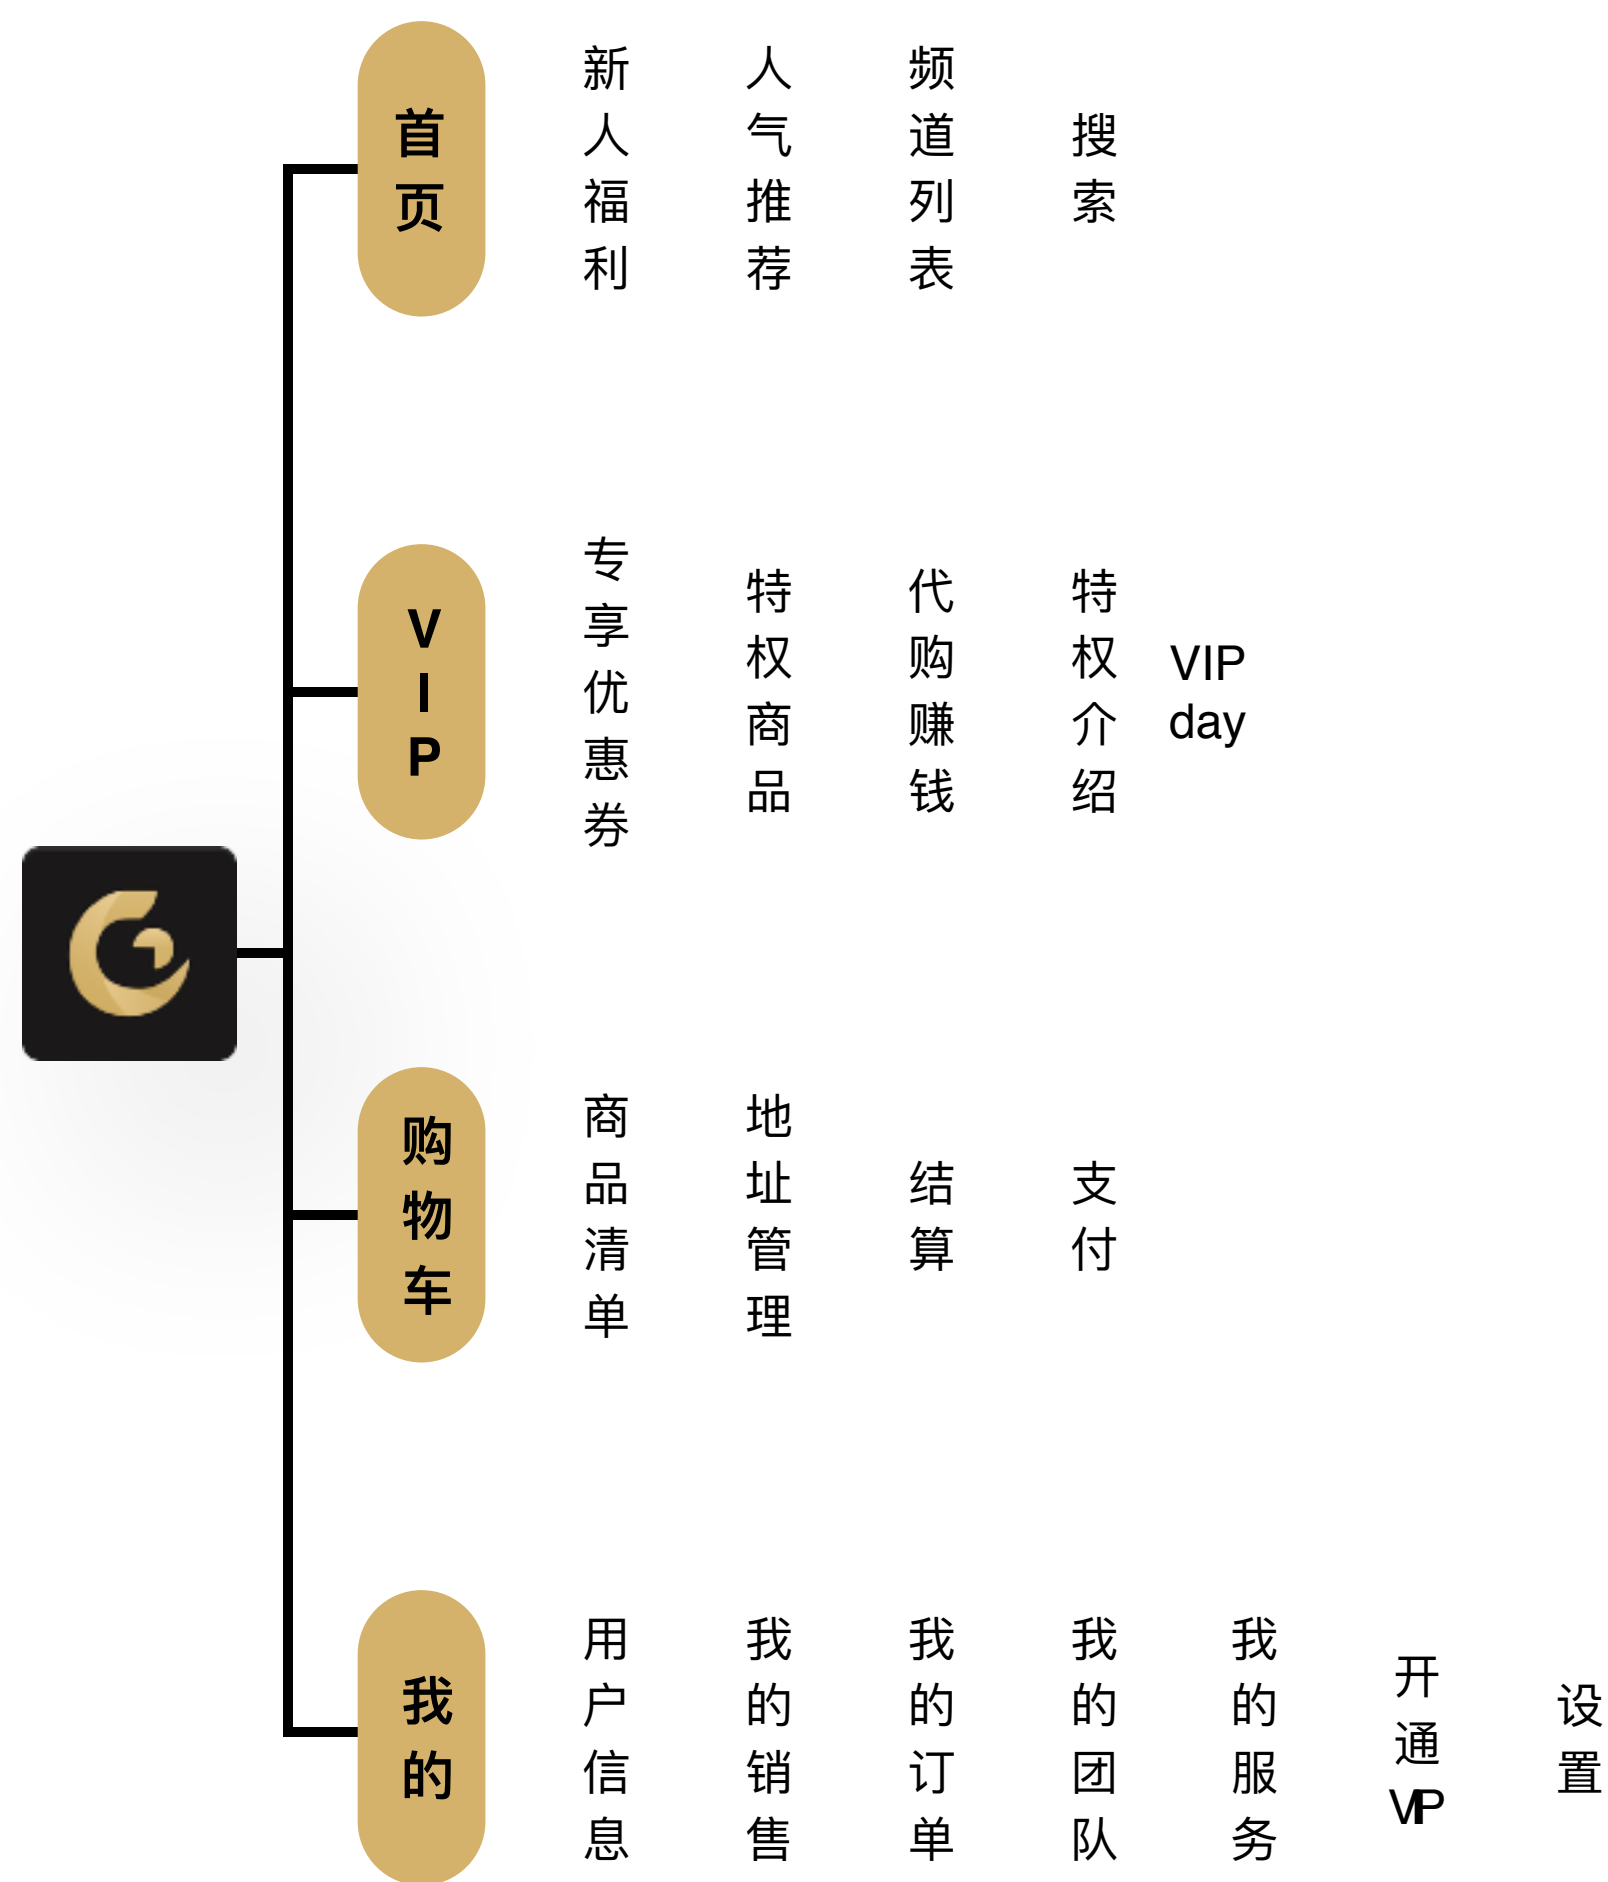 首页
新人福利
人气推荐
频道列表
搜索
VIP
专享优惠券
特权商品
代购赚钱
特权介绍
VIP
day
购物车
商品清单
地址管理
结算
支付
我的
用户信息
我的销售
我的订单
我的团队
我的服务
开通VIP
设置